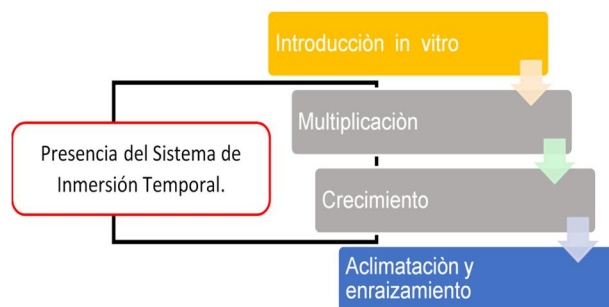 Introducciòn in vitro
Multiplicaciòn
Presencia del Sistema de
Inmersión Temporal.
Crecimiento
Aclimataciòn y
enraizamiento